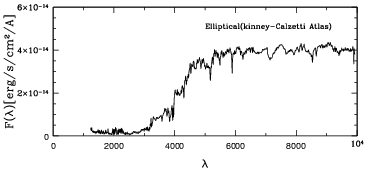 6×10⁻¹⁴
Elliptical(kinney-Calzetti Atlas)
4×10⁻¹⁴
F(λ)[erg/s/cm²/A]
2×10⁻¹⁴
0
0 2000 4000 6000 8000 10⁴
λ